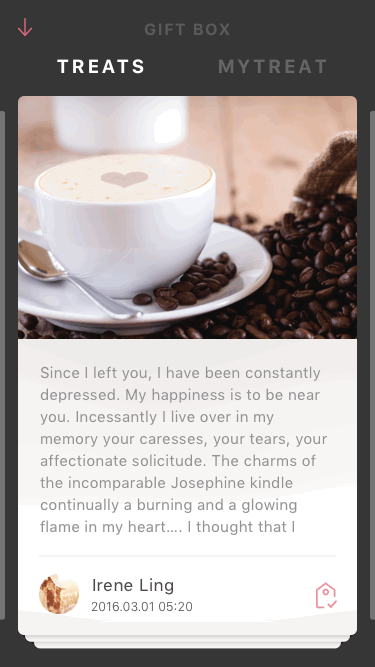 GIFT BOX
TREATS
MYTREAT
Since I left you, I have been constantly
depressed. My happiness is to be near
you. Incessantly I live over in my
memory your caresses, your tears, your
affectionate solicitude. The charms of
the incomparable Josephine kindle
continually a burning and a glowing
flame in my heart.... I thought that I
Irene Ling
2016.03.01 05:20